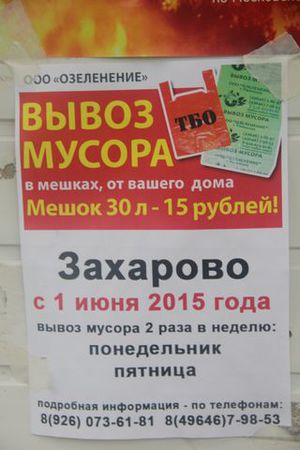 ООО «ОЗЕЛЕНЕНИЕ»
ВЫВОЗ
МУСОРА
в мешках, от вашего дома
Мешок 30 л - 15 рублей!
ТБО
ВЫВОЗ
МУСОРА
Захарово
с 1 июня 2015 года
вывоз мусора 2 раза в неделю:
понедельник
пятница
подробная информация - по телефонам:
8(926) 073-61-81 8(49646)7-98-53